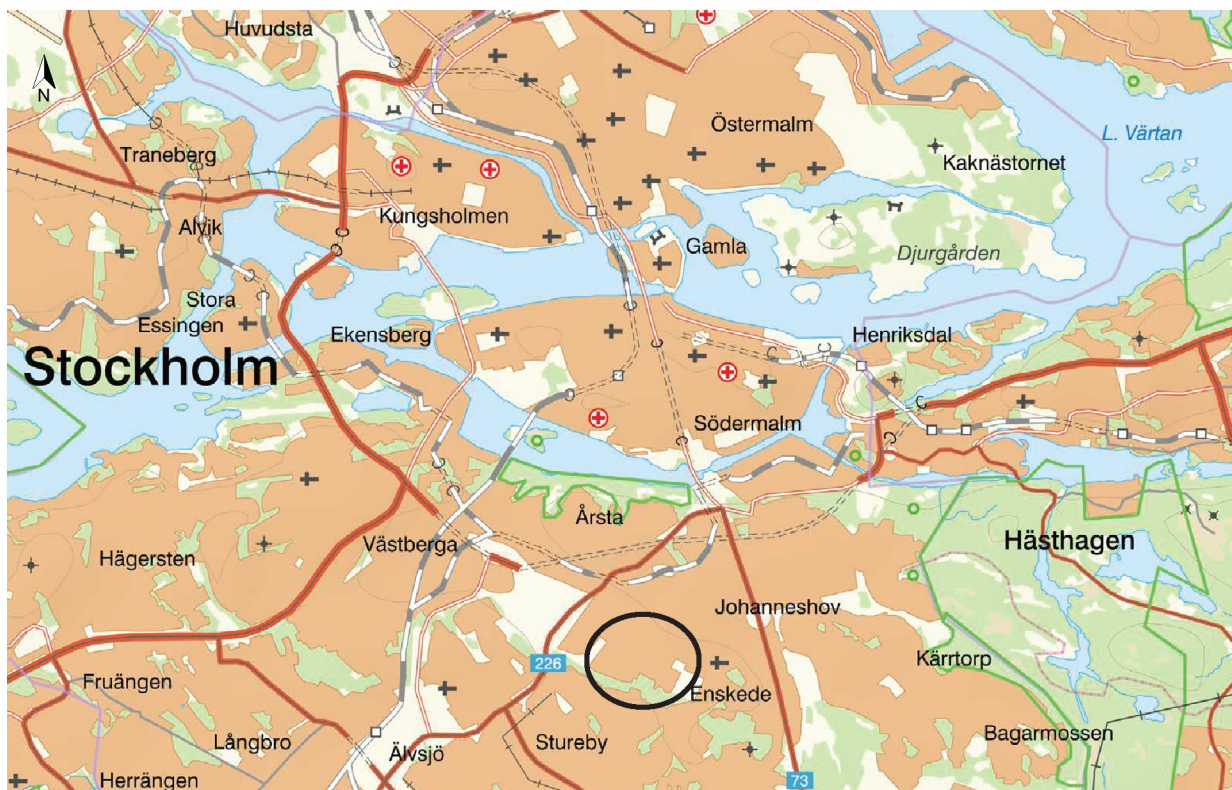 Huvudsta
N
Östermalm
L. Värtan
Traneberg
Kaknästornet
Kungsholmen
Alvik
Gamla
Djurgården
Stora
Essingen
Ekensberg
Henriksdal
Stockholm
Södermalm
Årsta
Västberga
Hästhagen
Hägersten
Johanneshov
226
Kärrtorp
Fruängen
Enskede
Långbro
Älvsjö
Stureby
Bagarmossen
Herrängen
73